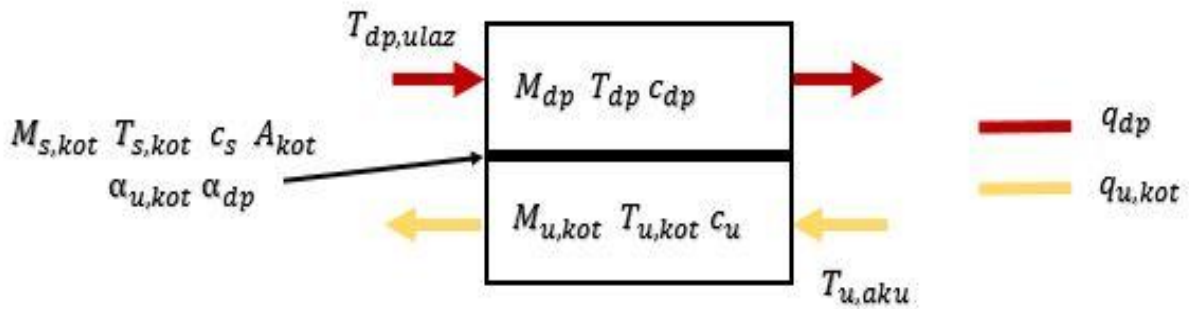 T_{dp,ulaz}
M_{dp} T_{dp} c_{dp}
q_{dp}
M_{s,kot} T_{s,kot} c_s A_{kot}
α_{u,kot} α_{dp}
q_{u,kot}
M_{u,kot} T_{u,kot} c_u
T_{u,aku}